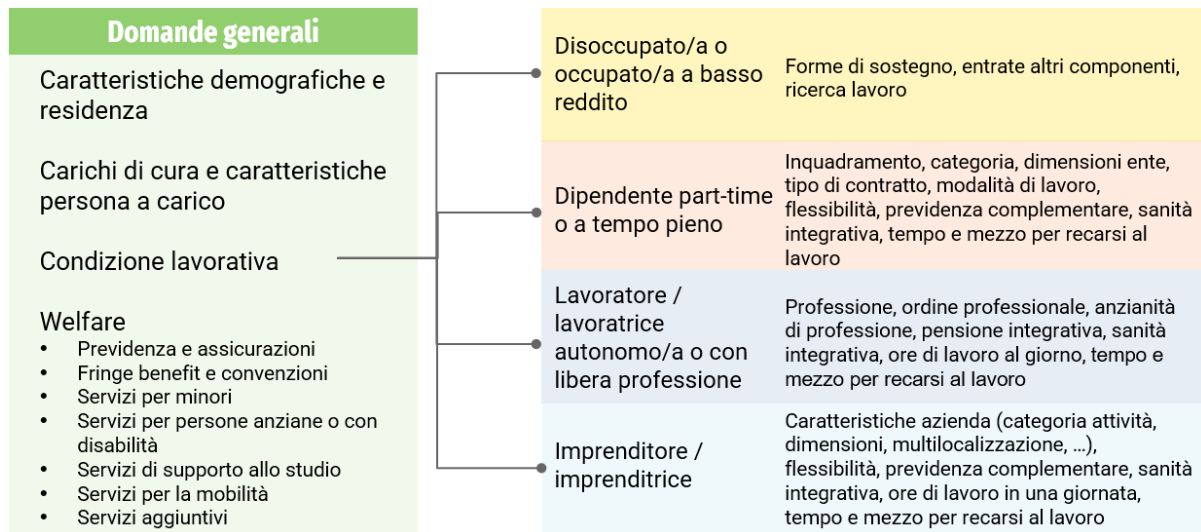 Domande generali
Caratteristiche demografiche e
residenza
Carichi di cura e caratteristiche
persona a carico
Condizione lavorativa
Welfare
• Previdenza e assicurazioni
• Fringe benefit e convenzioni
• Servizi per minori
• Servizi per persone anziane o con
disabilità
• Servizi di supporto allo studio
• Servizi per la mobilità
• Servizi aggiuntivi
Disoccupato/a o
occupato/a a basso
reddito
Forme di sostegno, entrate altri componenti,
ricerca lavoro
Dipendente part-time
o a tempo pieno
Inquadramento, categoria, dimensioni ente,
tipo di contratto, modalità di lavoro,
flessibilità, previdenza complementare, sanità
integrativa, tempo e mezzo per recarsi al
lavoro
Lavoratore /
lavoratrice
autonomo/a o con
libera professione
Professione, ordine professionale, anzianità
di professione, pensione integrativa, sanità
integrativa, ore di lavoro al giorno, tempo e
mezzo per recarsi al lavoro
Imprenditore /
imprenditrice
Caratteristiche azienda (categoria attività,
dimensioni, multilocalizzazione, ...),
flessibilità, previdenza complementare, sanità
integrativa, ore di lavoro in una giornata,
tempo e mezzo per recarsi al lavoro